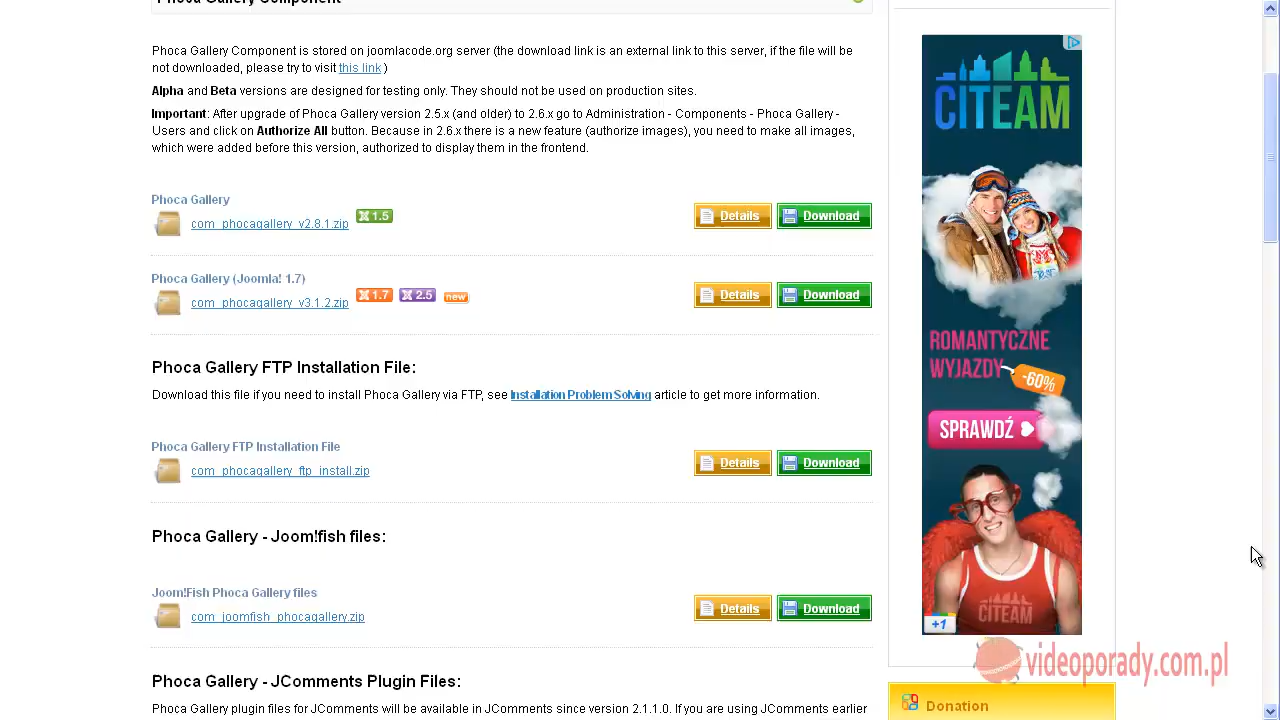 Phoca Gallery Component
Phoca Gallery Component is stored on joomlacode.org server (the download link is an external link to this server, if the file will be
not downloaded, please use this link )
Alpha and Beta versions are designed for testing only. They should not be used on production sites.
Important: After upgrade of Phoca Gallery version 2.5.x (and older) to 2.6.x go to Administration - Components - Phoca Gallery -
Users and click on Authorize All button. Because in 2.6.x there is a new feature (authorize images), you need to make all images,
which were added before this version, authorized to display them in the frontend.
Phoca Gallery
com_phocagallery_v2.8.1.zip 1.5 Details Download
Phoca Gallery (Joomla! 1.7)
com_phocagallery_v3.1.2.zip 1.7 2.5 new Details Download
Phoca Gallery FTP Installation File:
Download this file if you need to install Phoca Gallery via FTP, see Installation Problem Solving article to get more information.
Phoca Gallery FTP Installation File
com_phocagallery_ftp_install.zip Details Download
Phoca Gallery - Joom!fish files:
Joom!Fish Phoca Gallery files
com_joomfish_phocagallery.zip Details Download
Phoca Gallery - JComments Plugin Files:
Phoca Gallery plugin files for JComments will be available in JComments since version 2.1.1.0. If you are using JComments earlier
CITEAM
ROMANTYCZNE
WYJAZDY
-60%
SPRAWDŹ
CITEAM
+1
videoporady.com.pl
Donation